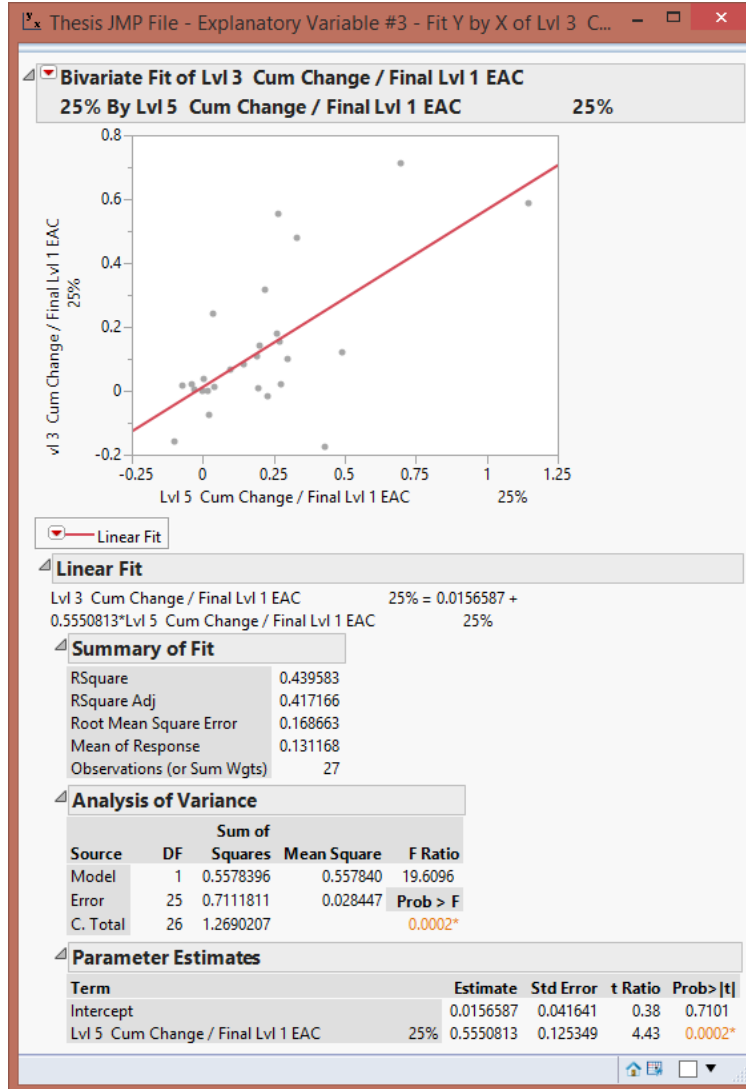 Thesis JMP File - Explanatory Variable #3 - Fit Y by X of Lvl 3 C...
Bivariate Fit of Lvl 3 Cum Change / Final Lvl 1 EAC
25% By Lvl 5 Cum Change / Final Lvl 1 EAC 25%
0.8
0.6
0.4
0.2
0
-0.2
vl 3 Cum Change / Final Lvl 1 EAC
25%
-0.25 0 0.25 0.5 0.75 1 1.25
Lvl 5 Cum Change / Final Lvl 1 EAC 25%
Linear Fit
Linear Fit
Lvl 3 Cum Change / Final Lvl 1 EAC 25% = 0.0156587 +
0.5550813*Lvl 5 Cum Change / Final Lvl 1 EAC 25%
Summary of Fit
RSquare 0.439583
RSquare Adj 0.417166
Root Mean Square Error 0.168663
Mean of Response 0.131168
Observations (or Sum Wgts) 27
Analysis of Variance
Sum of
Source DF Squares Mean Square F Ratio
Model 1 0.5578396 0.557840 19.6096
Error 25 0.7111811 0.028447 Prob > F
C. Total 26 1.2690207 0.0002*
Parameter Estimates
Term Estimate Std Error t Ratio Prob>|t|
Intercept 0.0156587 0.041641 0.38 0.7101
Lvl 5 Cum Change / Final Lvl 1 EAC 25% 0.5550813 0.125349 4.43 0.0002*